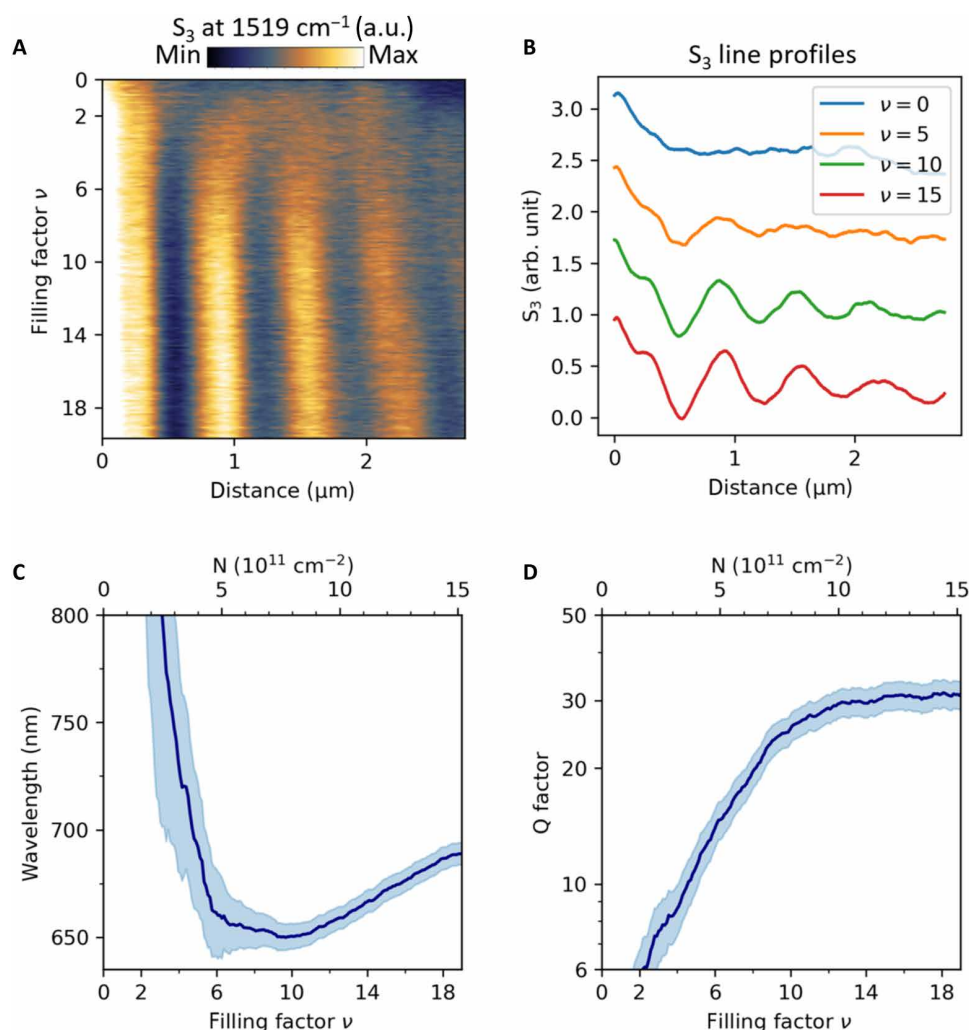 A
S₃ at 1519 cm⁻¹ (a.u.)
Min Max
0
2
6
10
14
18
Filling factor ν
0 1 2
Distance (μm)
B
S₃ line profiles
ν = 0
ν = 5
ν = 10
ν = 15
3.0
2.5
2.0
1.5
1.0
0.5
0.0
S₃ (arb. unit)
0 1 2
Distance (μm)
C
N (10¹¹ cm⁻²)
0 5 10 15
800
750
700
650
Wavelength (nm)
0 2 6 10 14 18
Filling factor ν
D
N (10¹¹ cm⁻²)
0 5 10 15
50
30
20
10
6
Q factor
0 2 6 10 14 18
Filling factor ν